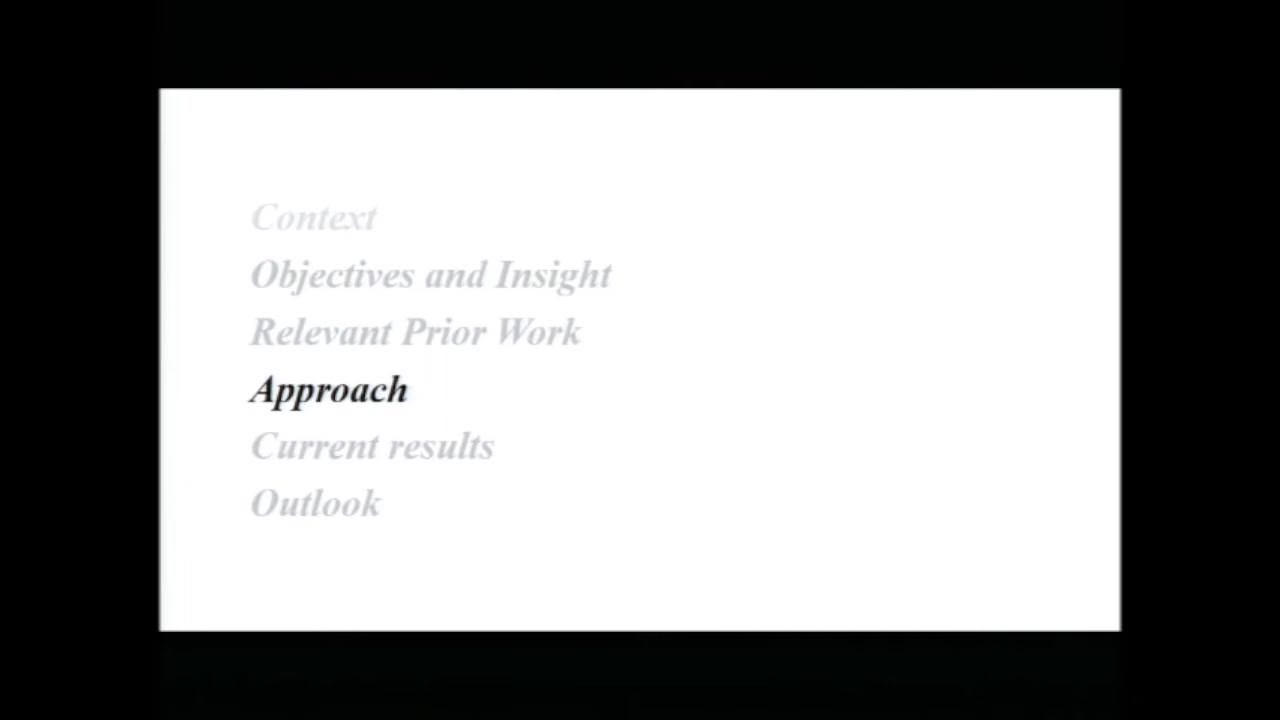 Context
Objectives and Insight
Relevant Prior Work
Approach
Current results
Outlook